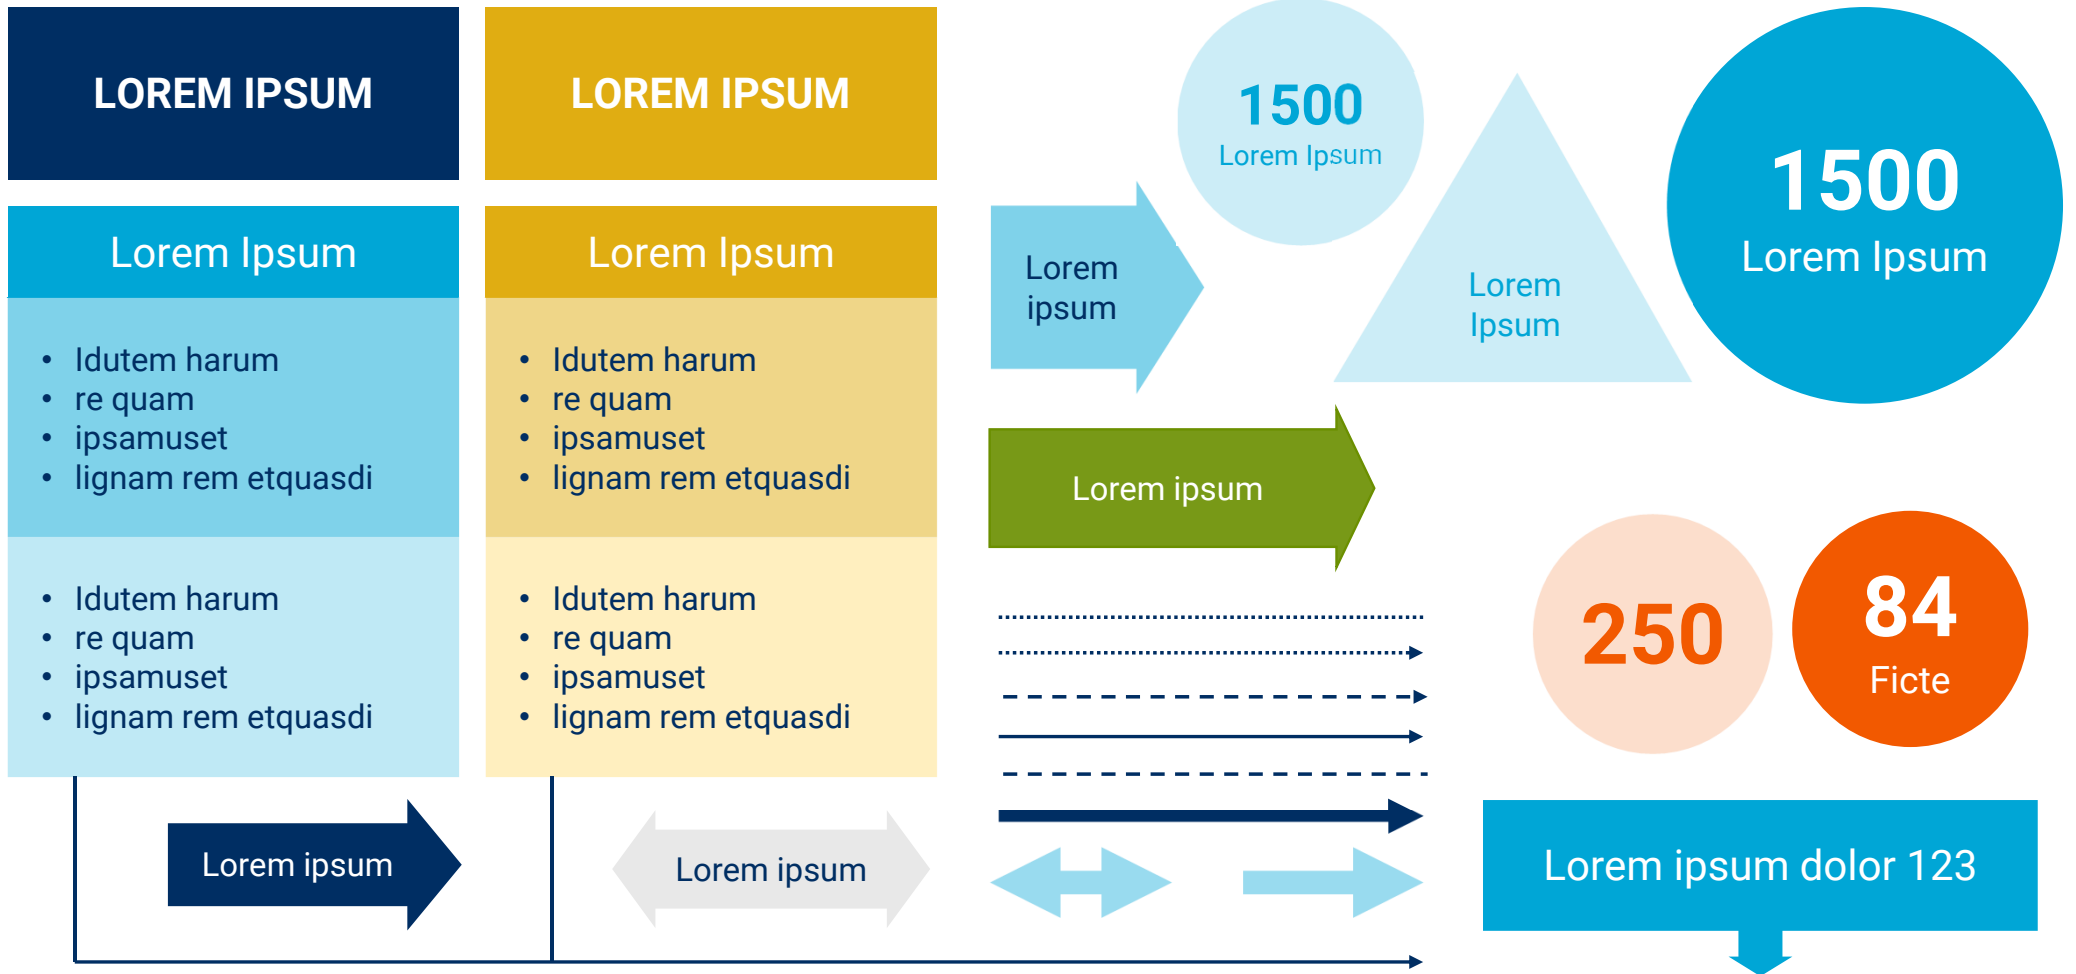 LOREM IPSUM
LOREM IPSUM
Lorem Ipsum
• Idutem harum
• re quam
• ipsamuset
• lignam rem etquasdi
• Idutem harum
• re quam
• ipsamuset
• lignam rem etquasdi
Lorem Ipsum
• Idutem harum
• re quam
• ipsamuset
• lignam rem etquasdi
• Idutem harum
• re quam
• ipsamuset
• lignam rem etquasdi
Lorem ipsum
Lorem ipsum
1500
Lorem Ipsum
Lorem
ipsum
Lorem
Ipsum
1500
Lorem Ipsum
Lorem ipsum
250
84
Ficte
Lorem ipsum dolor 123